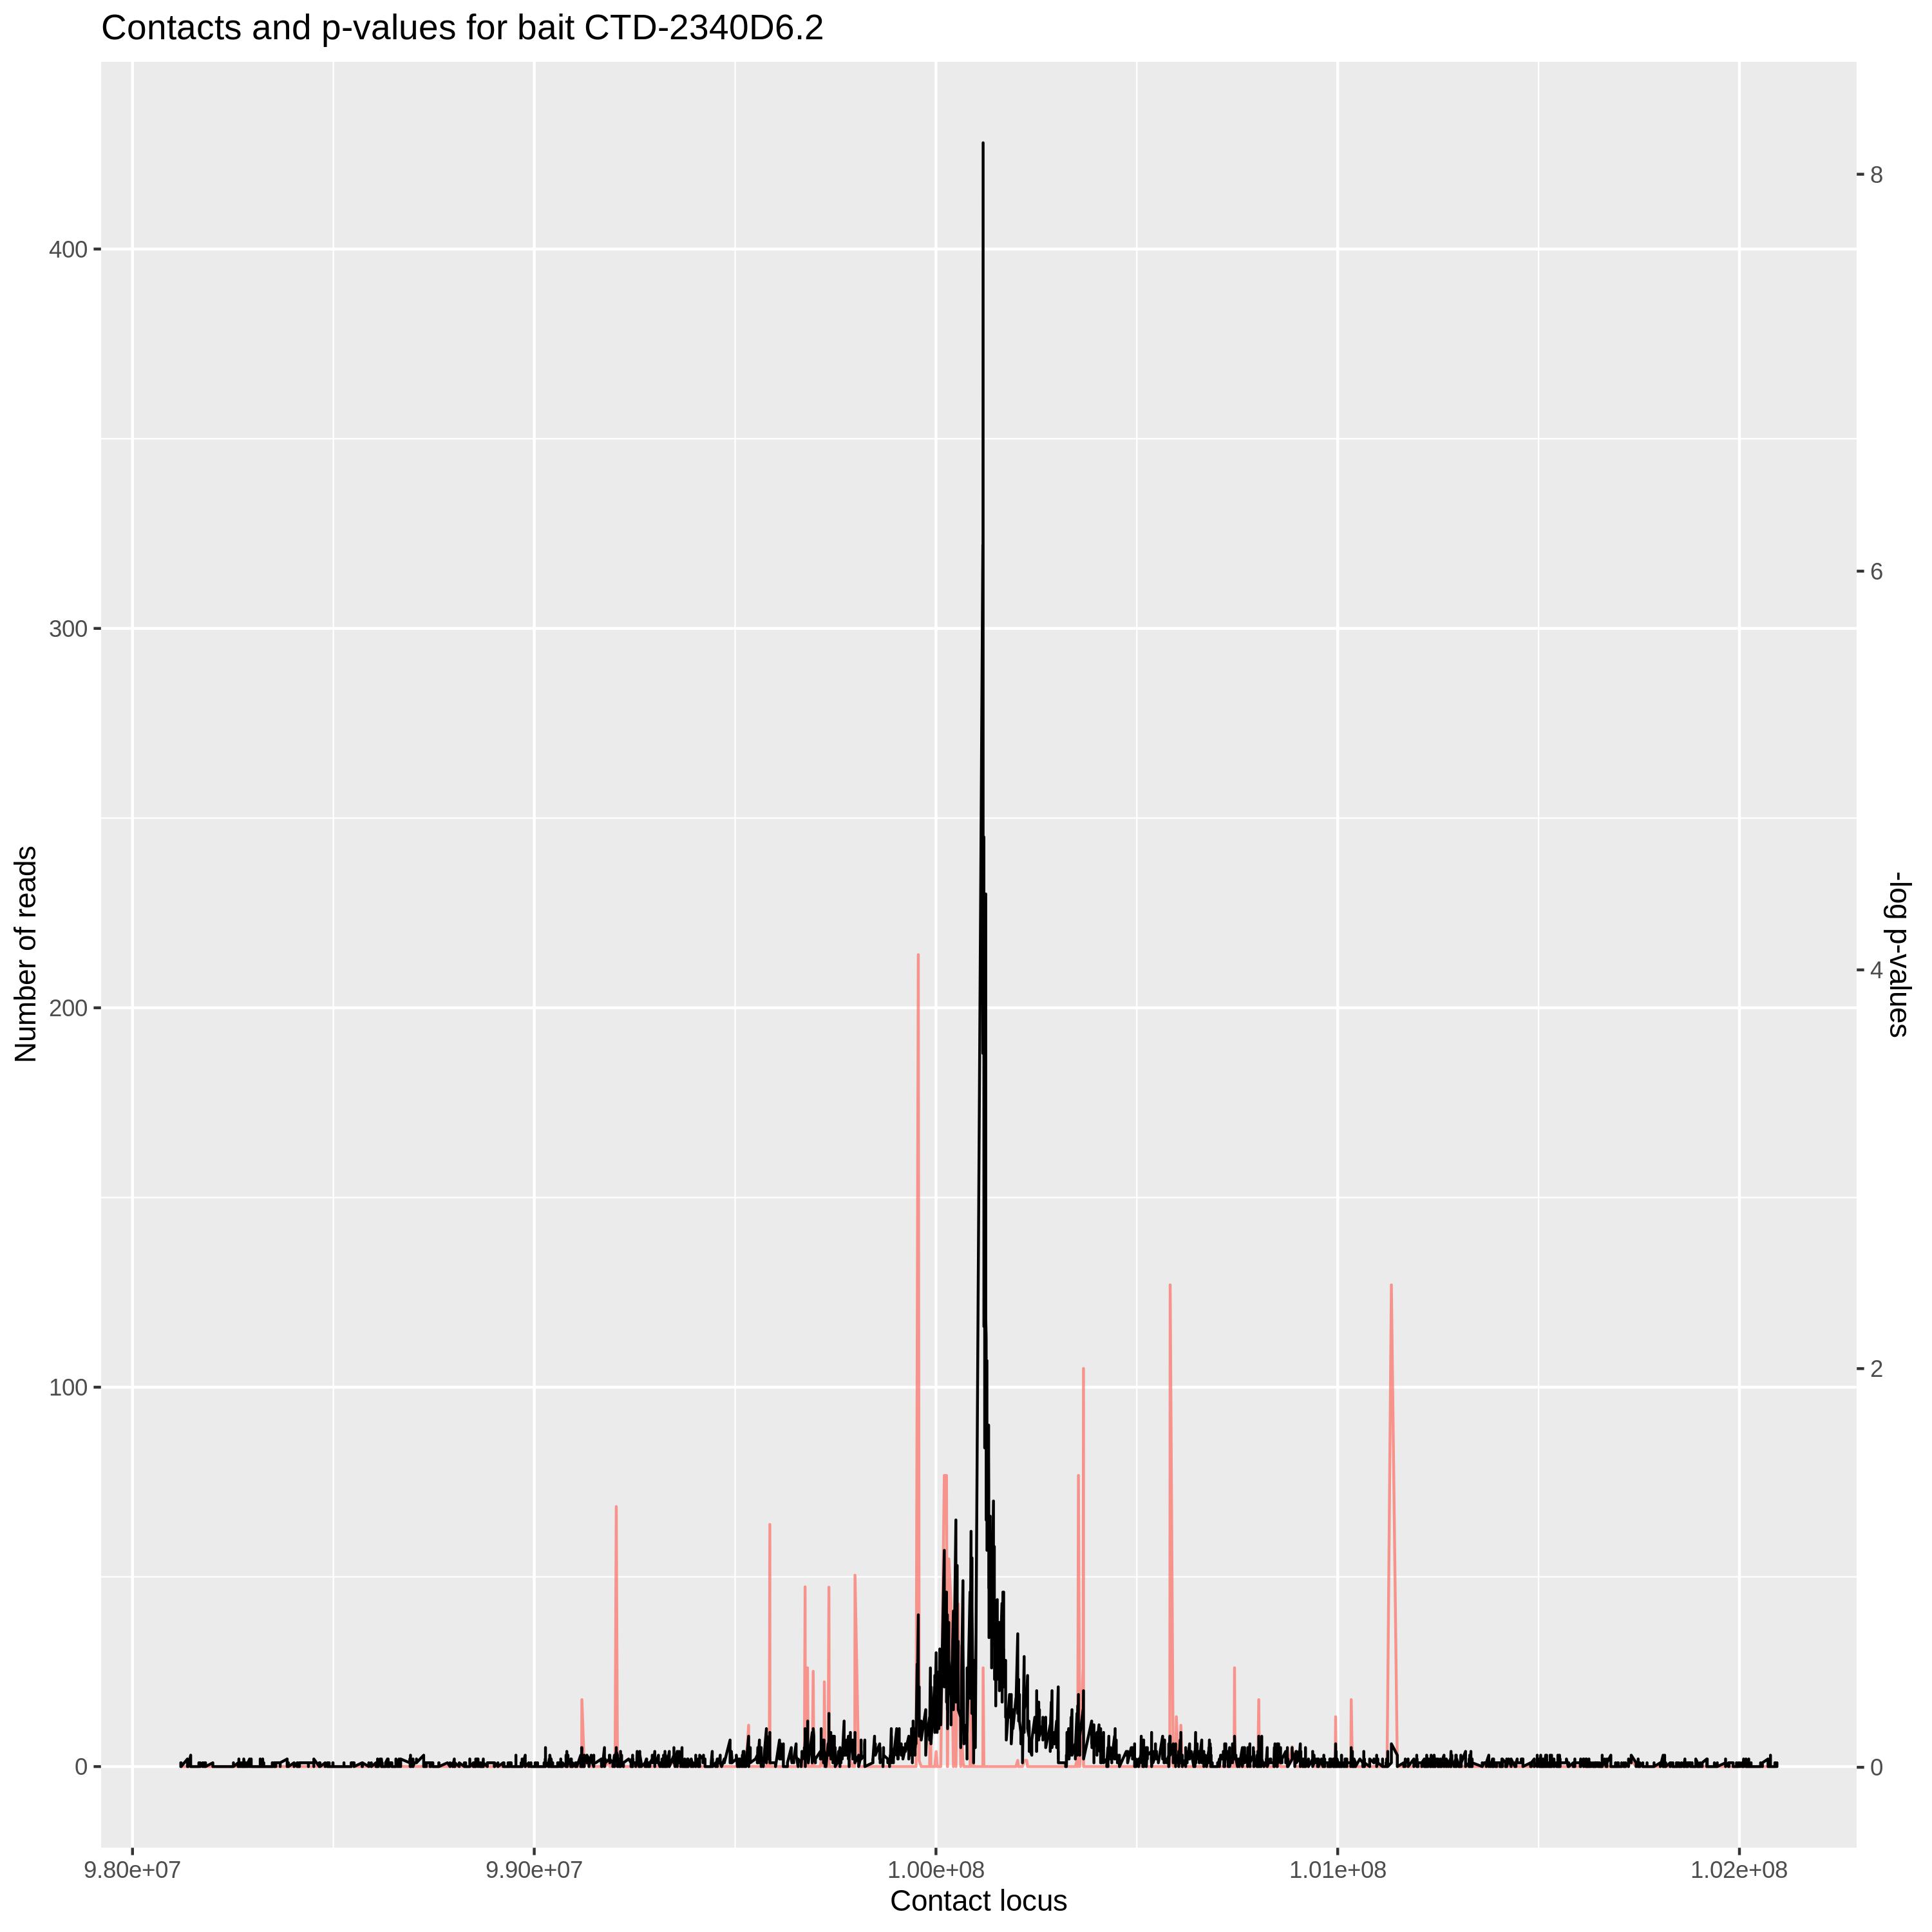 Contacts and p-values for bait CTD-2340D6.2
Number of reads
400
300
200
100
0
8
6
4
2
0
-log p-values
9.80e+07
9.90e+07
1.00e+08
1.01e+08
1.02e+08
Contact locus